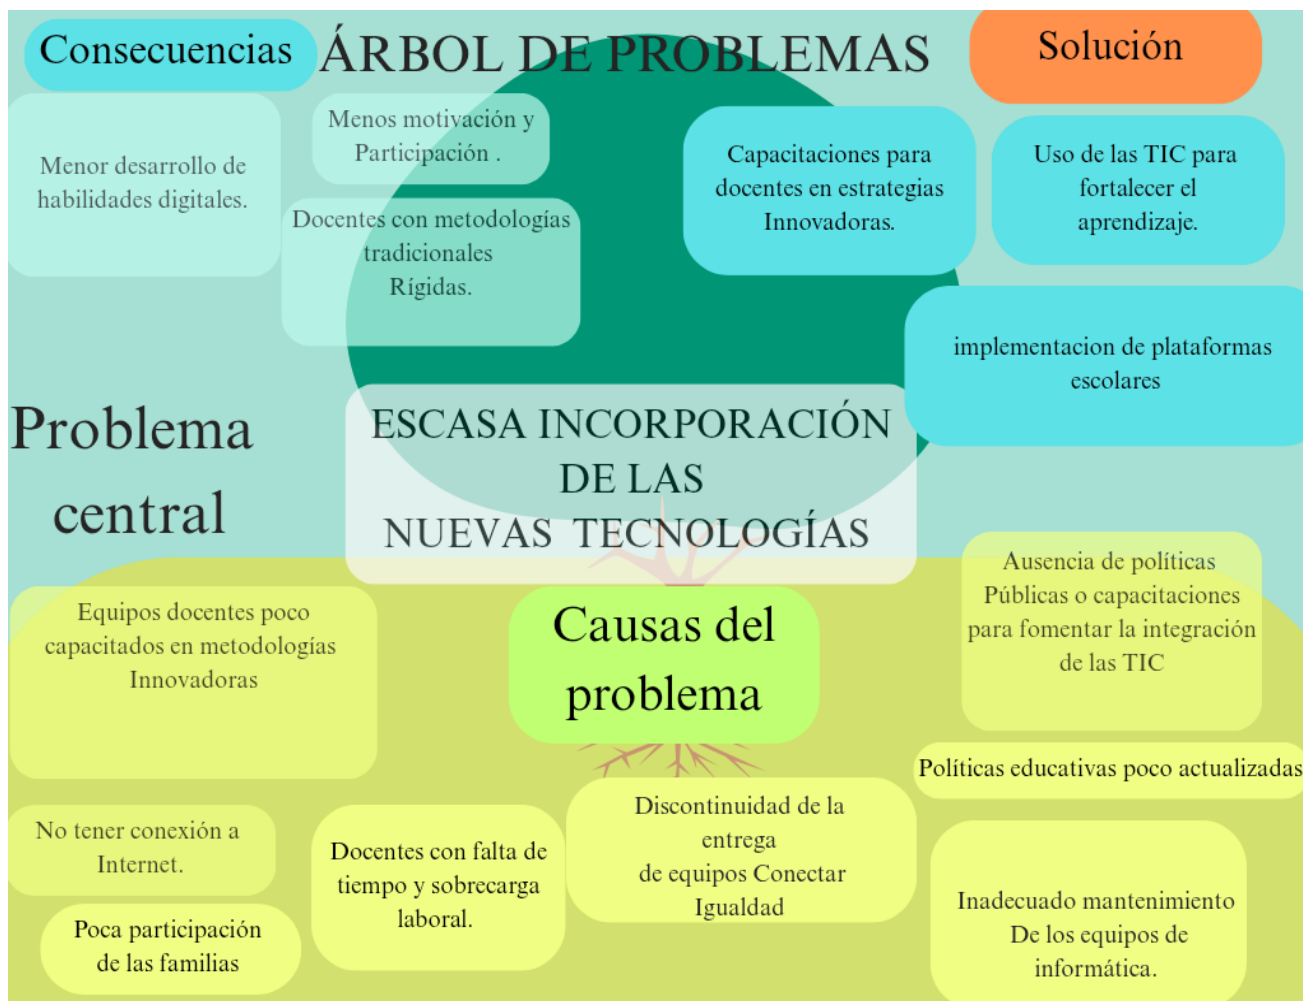 Consecuencias
ÁRBOL DE PROBLEMAS
Solución
Menor desarrollo de
habilidades digitales.
Menos motivación y
Participación .
Docentes con metodologías
tradicionales
Rígidas.
Capacitaciones para
docentes en estrategias
Innovadoras.
Uso de las TIC para
fortalecer el
aprendizaje.
implementacion de plataformas
escolares
Problema
central
ESCASA INCORPORACIÓN
DE LAS
NUEVAS TECNOLOGÍAS
Causas del
problema
Equipos docentes poco
capacitados en metodologías
Innovadoras
Ausencia de políticas
Públicas o capacitaciones
para fomentar la integración
de las TIC
Políticas educativas poco actualizadas
No tener conexión a
Internet.
Poca participación
de las familias
Docentes con falta de
tiempo y sobrecarga
laboral.
Discontinuidad de la
entrega
de equipos Conectar
Igualdad
Inadecuado mantenimiento
De los equipos de
informática.